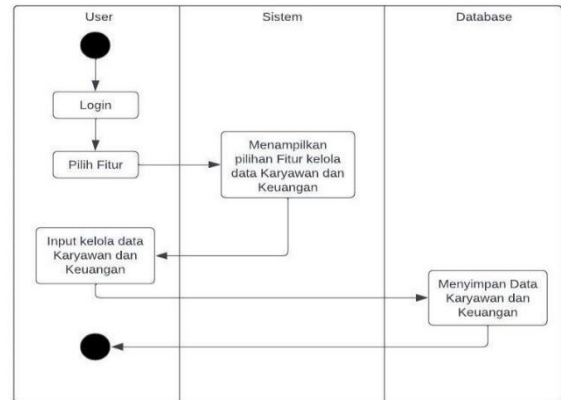 User
Sistem
Database
Login
Pilih Fitur
Menampilkan
pilihan Fitur kelola
data Karyawan dan
Keuangan
Input kelola data
Karyawan dan
Keuangan
Menyimpan Data
Karyawan dan
Keuangan